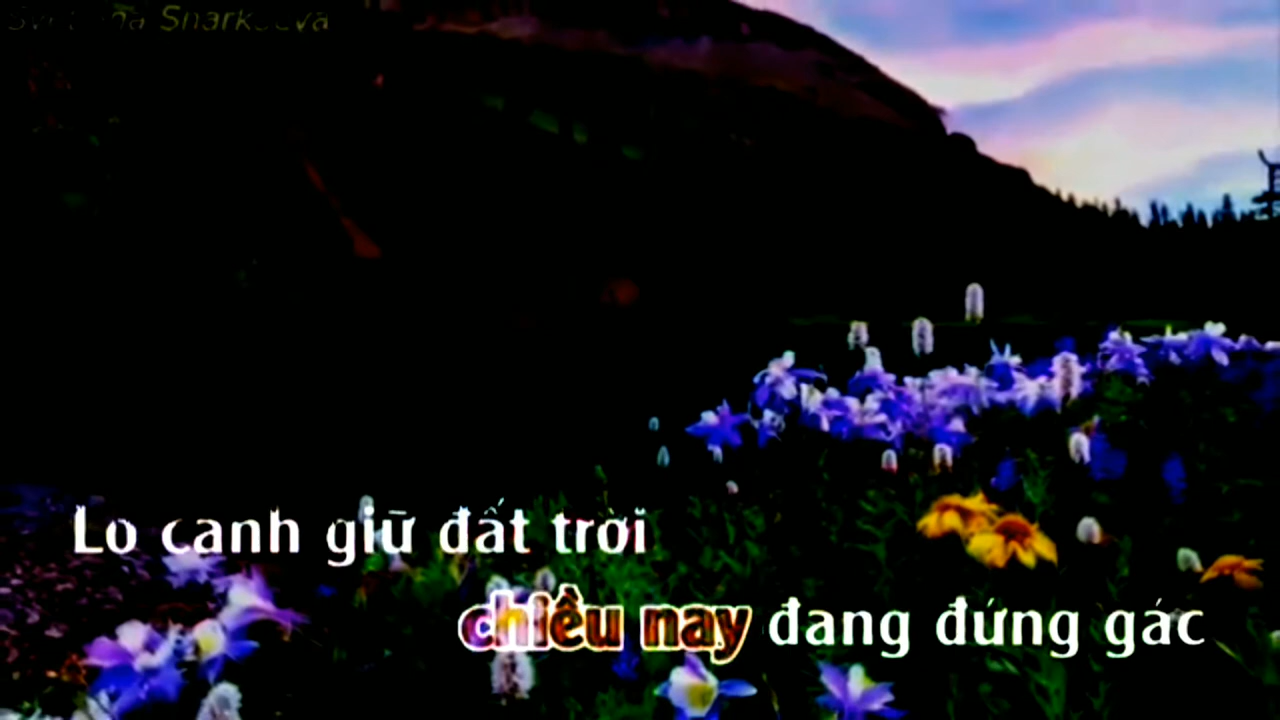 Lo canh giữ đất trời
chiều nay đang đứng gác